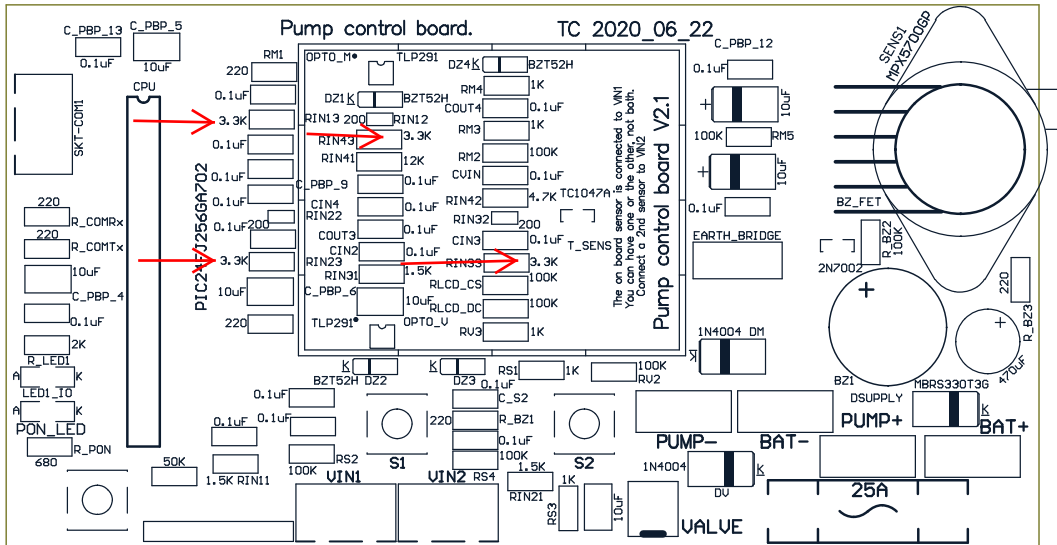 Pump control board. TC 2020_06_22
C_PBP_13
C_PBP_5
0.1uF
10uF
CPU
SKT-COM1
PIC24FJ256GA702
RM1
220
0.1uF
3.3K
0.1uF
0.1uF
0.1uF
200
0.1uF
3.3K
10uF
220
RIN13
RIN22
RIN23
OPTO_M
TLP291
DZ1 K
BZT52H
200
RIN12
RIN43
3.3K
RIN41
12K
C_PBP_9
0.1uF
CIN4
0.1uF
COUT3
0.1uF
CIN2
0.1uF
RIN31
1.5K
C_PBP_6
10uF
TLP291
OPTO_V
DZ4 K
BZT52H
RM4
1K
COUT4
0.1uF
RM3
1K
RM2
100K
CVIN
0.1uF
RIN42
4.7K
RIN32
200
CIN3
0.1uF
RIN33
3.3K
RLCD_CS
100K
RLCD_DC
100K
RV3
1K
TC1047A
T_SENS
The on board sensor is connected to VIN1
You can have one or the other, not both.
Connect a 2nd sensor to VIN2
Pump control board V2.1
C_PBP_12
0.1uF
+
10uF
100K
RM5
+
10uF
0.1uF
EARTH_BRIDGE
SENS1
MPX5700GP
BZ_FET
RBZ2
100K
2N7002
220
R_BZ3
+
BZ1
+
470uF
1N4004 DM
K
220
R_COMRx
220
R_COMTx
10uF
C_PBP_4
0.1uF
2K
R_LED1
A K
LED1_IO
A K
PON_LED
R_PON
680
K
BZT52H DZ2
K
DZ3
RS1
1K
100K
RV2
0.1uF
0.1uF
0.1uF
0.1uF
C_S2
220
R_BZ1
0.1uF
100K
RS4
100K
RS2
S1
S2
50K
1.5K RIN11
VIN1
VIN2
1.5K
RIN21
1K
RS3
10uF
PUMP-
BAT-
DSUPPLY
PUMP+
MBRS330T3G
K
BAT+
1N4004
K
DV
VALVE
25A